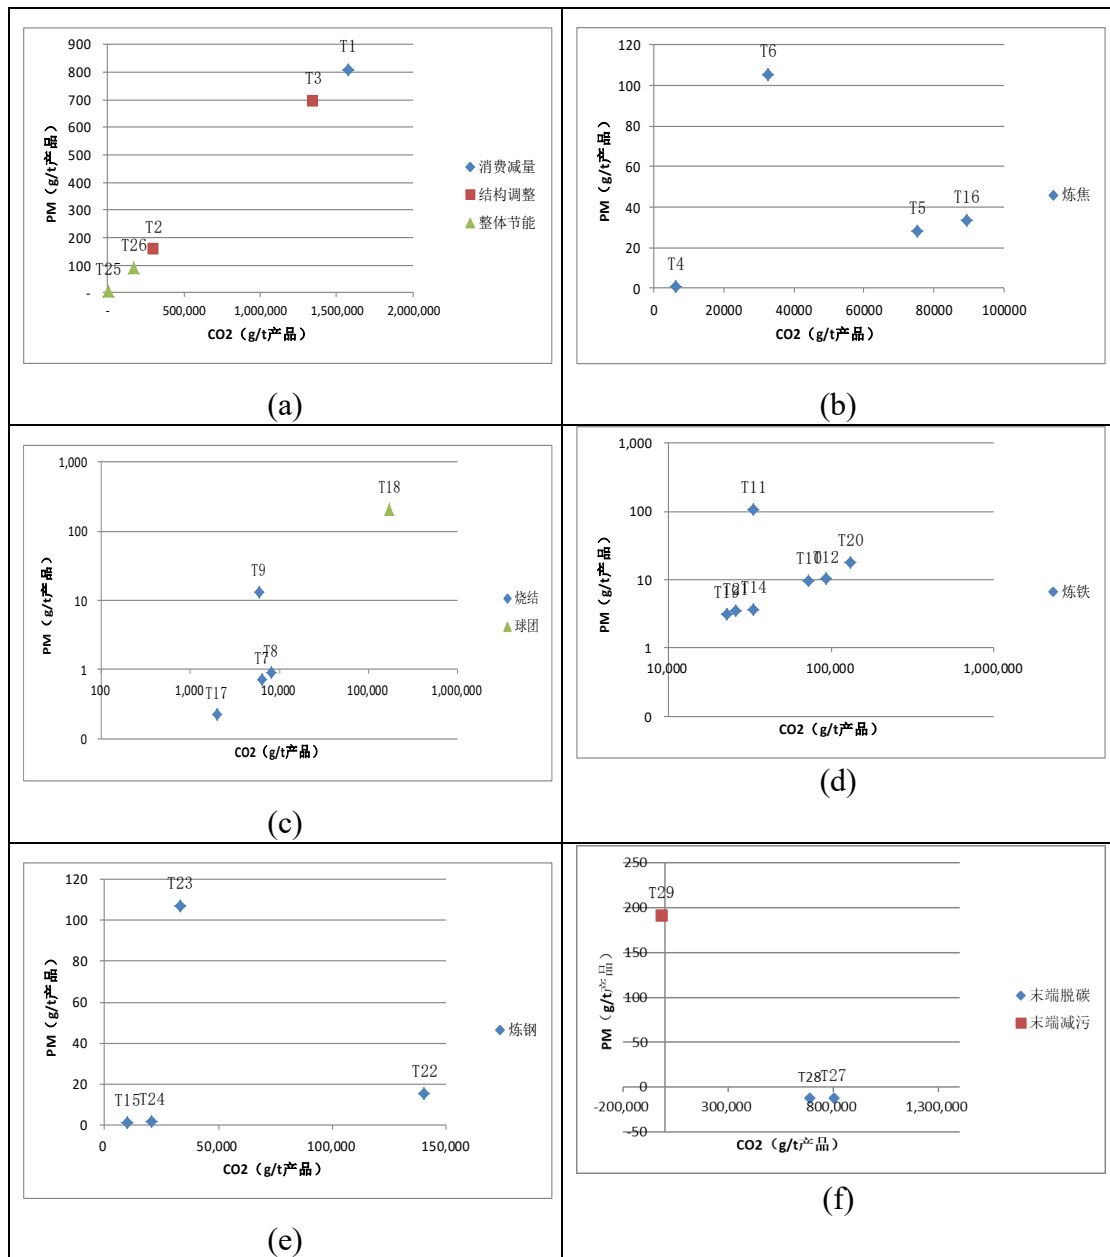 900
800
700
600
500
400
300
200
100
-
PM（g/t产品）
T1
T3
T2
T26
T25
-
500,000
1,000,000
1,500,000
2,000,000
CO2（g/t产品）
消费减量
结构调整
整体节能
(a)
120
100
80
60
40
20
0
PM（g/t产品）
T6
T5
T16
T4
0
20000
40000
60000
80000
100000
CO2（g/t产品）
炼焦
(b)
1,000
100
10
1
0
PM（g/t产品）
T18
T9
T7
T8
T17
100
1,000
10,000
100,000
1,000,000
CO2（g/t产品）
烧结
球团
(c)
1,000
100
10
1
0
PM（g/t产品）
T11
T20
T10
T12
T19
T21
T14
10,000
100,000
1,000,000
CO2（g/t产品）
炼铁
(d)
120
100
80
60
40
20
0
PM（g/t产品）
T23
T22
T15
T24
0
50,000
100,000
150,000
CO2（g/t产品）
炼钢
(e)
250
200
150
100
50
0
-50
PM（g/t产品）
T29
T28
T27
-200,000
300,000
800,000
1,300,000
CO2（g/t产品）
末端脱碳
末端减污
(f)